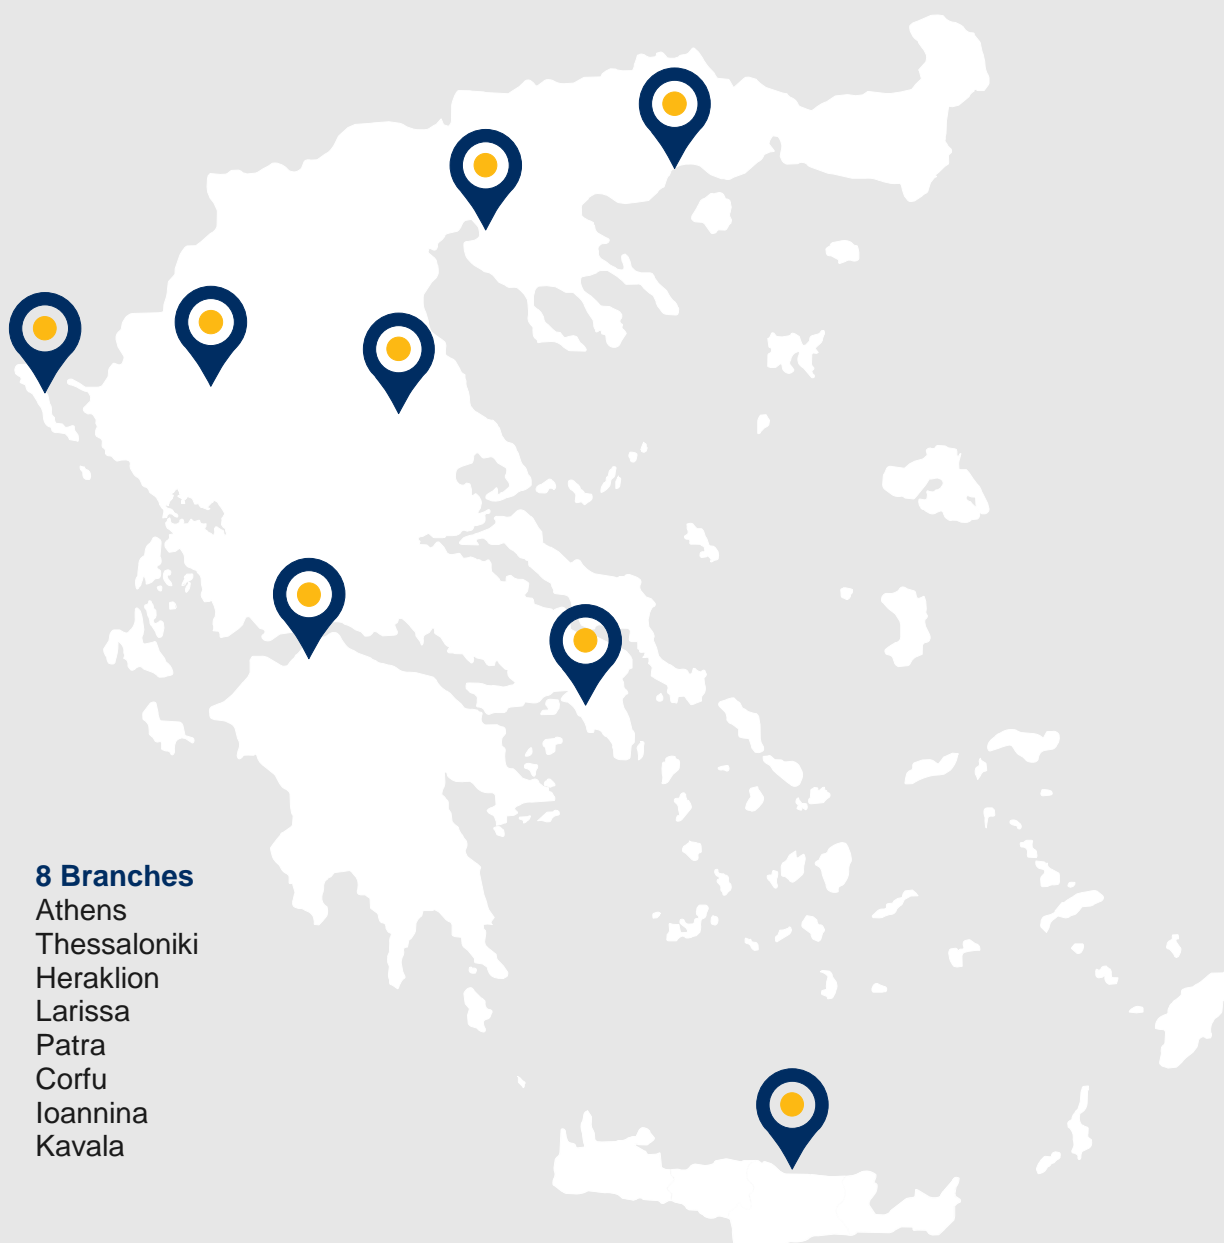 8 Branches
Athens
Thessaloniki
Heraklion
Larissa
Patra
Corfu
Ioannina
Kavala